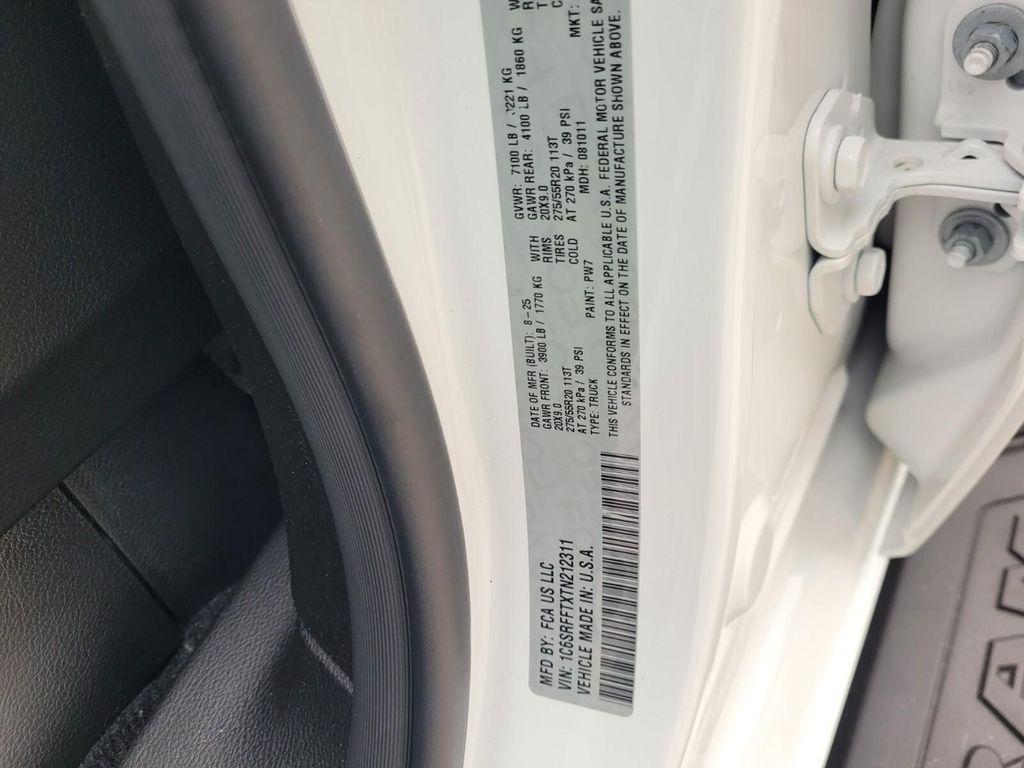 MFD BY: FCA US LLC
VIN: 1C6SRFFTXTN212311
VEHICLE MADE IN: U.S.A.
DATE OF MFR (BUILT): 8-25 GVWR: 7100 LB / 3221 KG
GAWR FRONT: 3900 LB / 1770 KG WITH GAWR REAR: 4100 LB / 1860 KG
20X9.0 RIMS 20X9.0
275/55R20 113T TIRES 275/55R20 113T
AT 270 kPa / 39 PSI COLD AT 270 kPa / 39 PSI
TYPE: TRUCK PAINT: PW7 MDH: 081011 MKT:
THIS VEHICLE CONFORMS TO ALL APPLICABLE U.S.A. FEDERAL MOTOR VEHICLE SA
STANDARDS IN EFFECT ON THE DATE OF MANUFACTURE SHOWN ABOVE.
RAM